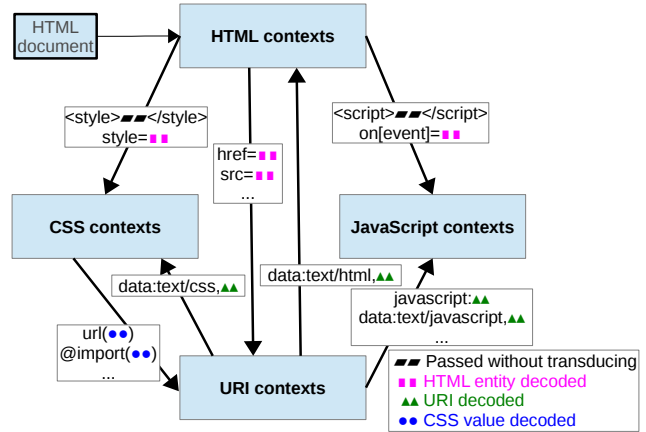 HTML
document
HTML contexts
<style>▰▰</style>
style=∎∎
<script>▰▰</script>
on[event]=∎∎
href=∎∎
src=∎∎
...
CSS contexts
JavaScript contexts
data:text/css,▲▲
data:text/html,▲▲
javascript:▲▲
data:text/javascript,▲▲
...
url(●●)
@import(●●)
...
URI contexts
▰▰ Passed without transducing
∎∎ HTML entity decoded
▲▲ URI decoded
●● CSS value decoded